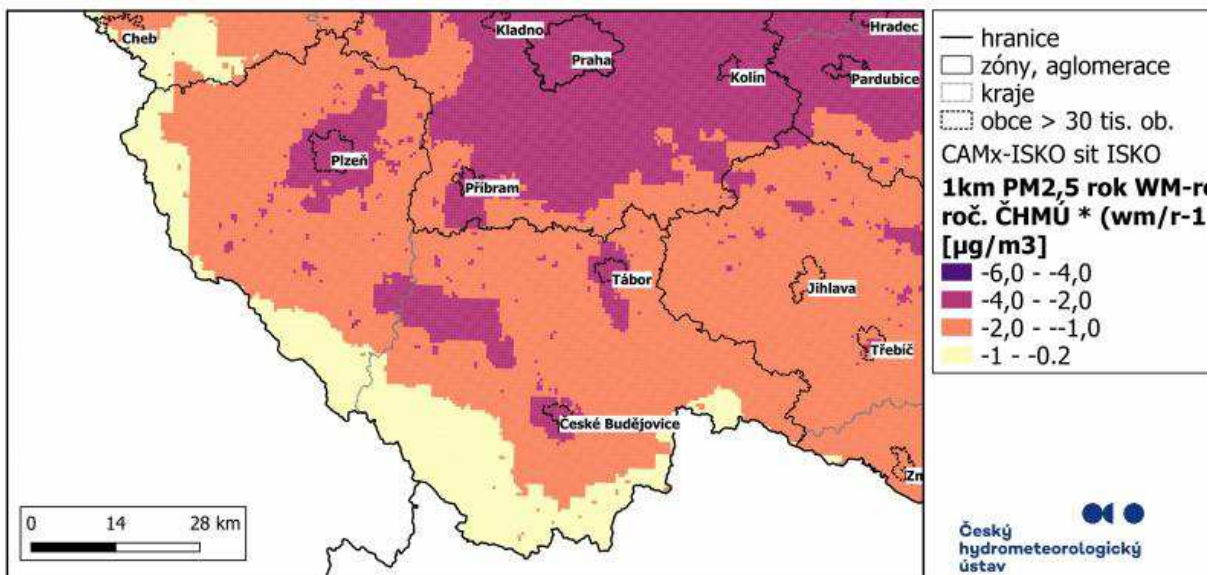 Cheb
Kladno
Praha
Kolín
Hradec
Pardubice
Plzeň
Příbram
Tábor
Jihlava
Třebíč
České Budějovice
Zn
0 14 28 km
hranice
zóny, aglomerace
kraje
obce > 30 tis. ob.
CAMx-ISKO sit ISKO
1km PM2,5 rok WM-ro
roč. ČHMÚ * (wm/r-1
[µg/m3]
-6,0 - -4,0
-4,0 - -2,0
-2,0 - --1,0
-1 - -0.2
Český
hydrometeorologický
ústav